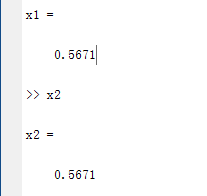 x1 =
0.5671
>> x2
x2 =
0.5671